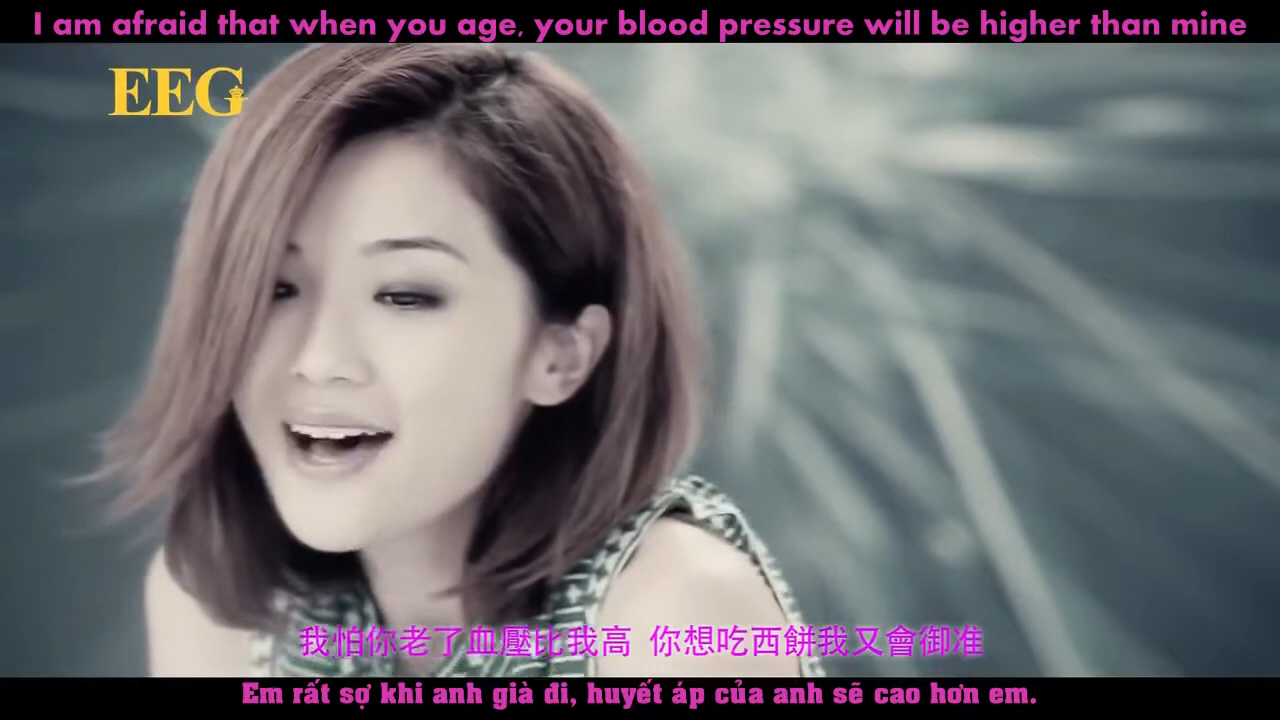 I am afraid that when you age, your blood pressure will be higher than mine
EEG
我怕你老了血壓比我高 你想吃西餅我又會御准
Em rất sợ khi anh già đi, huyết áp của anh sẽ cao hơn em.